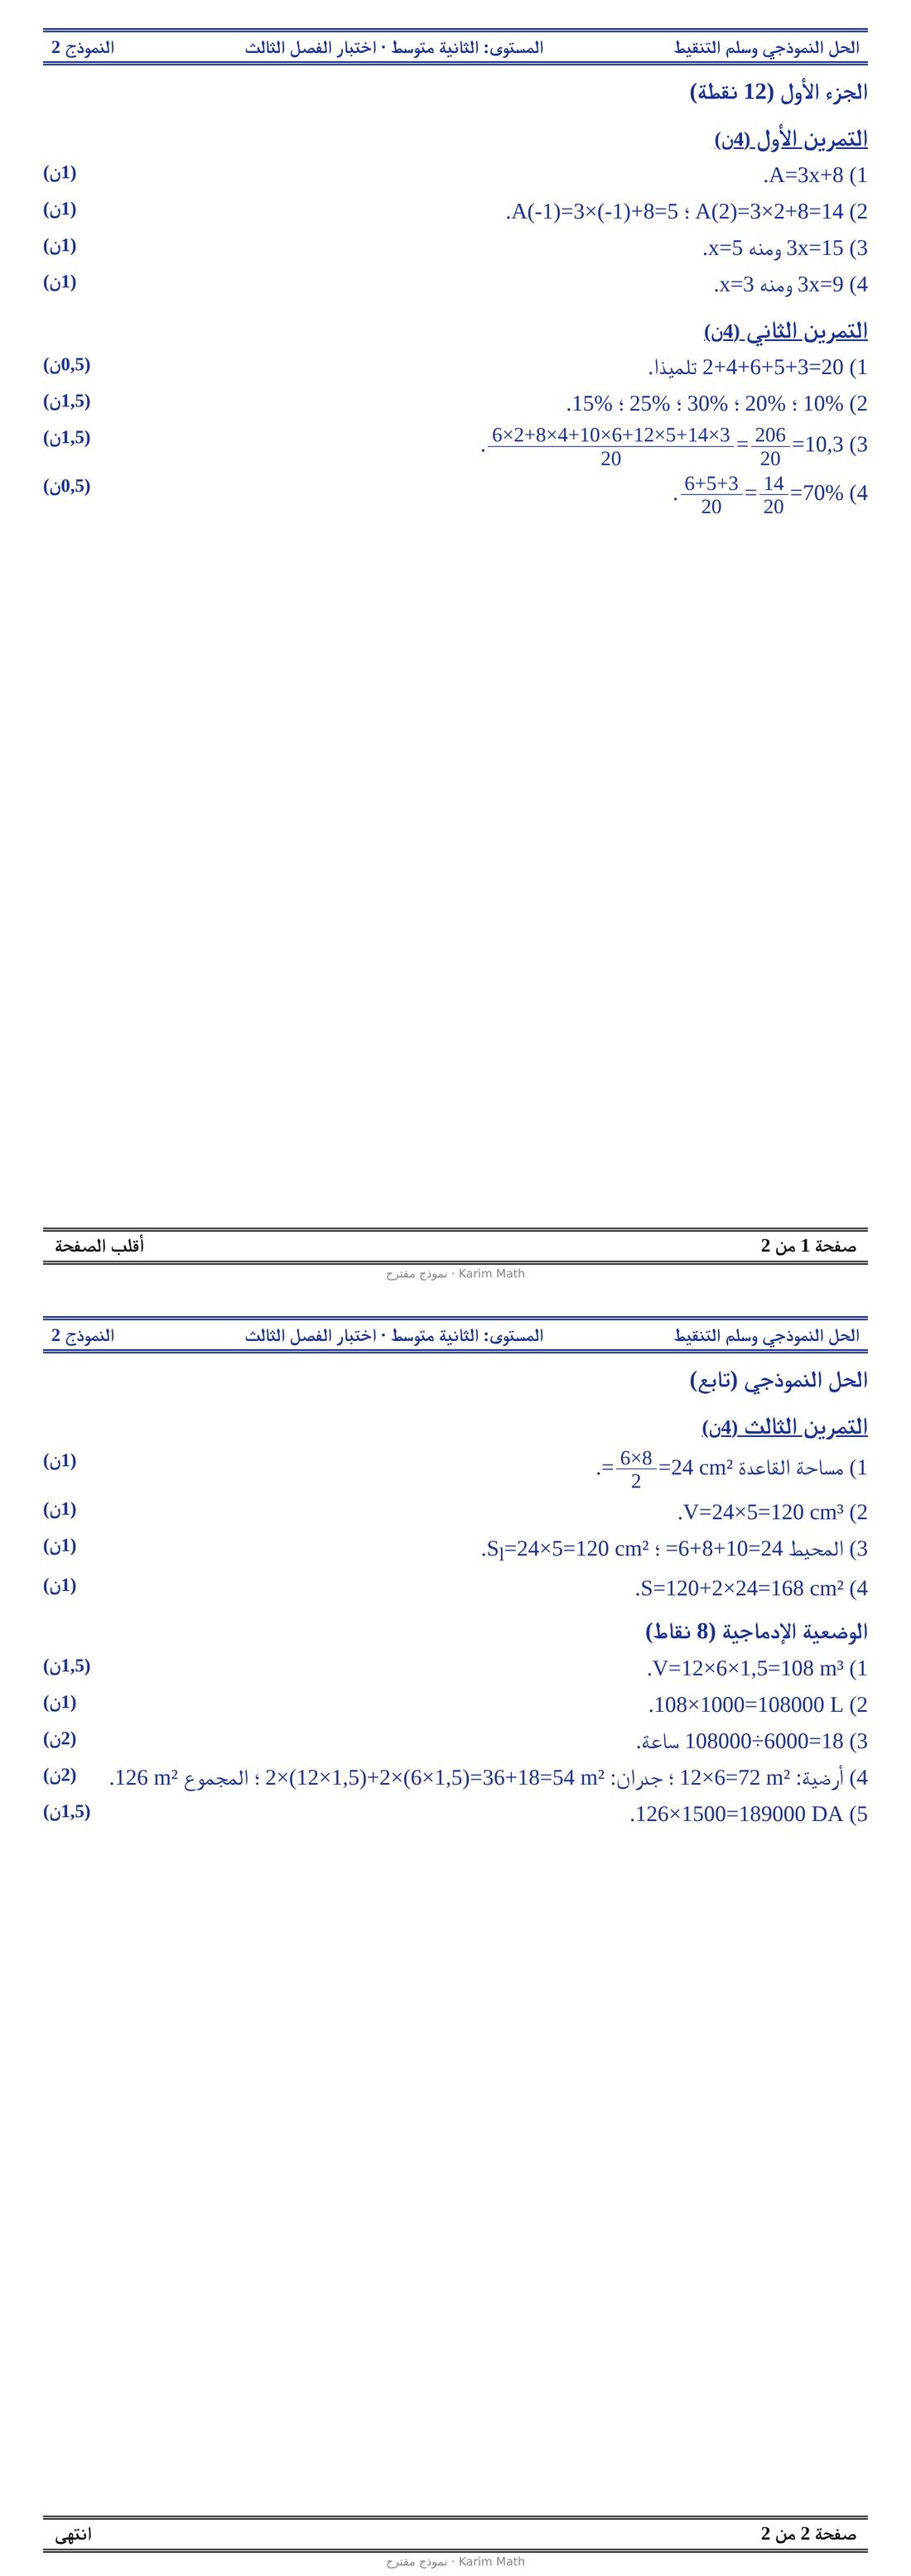 الحل النموذجي وسلم التنقيط المستوى: الثانية متوسط · اختبار الفصل الثالث النموذج 2
الجزء الأول (12 نقطة)
التمرين الأول (4ن)
1) A=3x+8. (1ن)
2) A(2)=3×2+8=14 ؛ A(-1)=3×(-1)+8=5. (1ن)
3) 3x=15 ومنه x=5. (1ن)
4) 3x=9 ومنه x=3. (1ن)
التمرين الثاني (4ن)
1) 2+4+6+5+3=20 تلميذا. (0,5ن)
2) 10% ؛ 20% ؛ 30% ؛ 25% ؛ 15%. (1,5ن)
3) \frac{6×2+8×4+10×6+12×5+14×3}{20}=\frac{206}{20}=10,3. (1,5ن)
4) \frac{6+5+3}{20}=\frac{14}{20}=70%. (0,5ن)
صفحة 1 من 2 أقلب الصفحة
Karim Math · نموذج مقترح
الحل النموذجي وسلم التنقيط المستوى: الثانية متوسط · اختبار الفصل الثالث النموذج 2
الحل النموذجي (تابع)
التمرين الثالث (4ن)
1) مساحة القاعدة =\frac{6×8}{2}=24 cm². (1ن)
2) V=24×5=120 cm³. (1ن)
3) المحيط =6+8+10=24 ؛ Sₗ=24×5=120 cm². (1ن)
4) S=120+2×24=168 cm². (1ن)
الوضعية الإدماجية (8 نقاط)
1) V=12×6×1,5=108 m³. (1,5ن)
2) 108×1000=108000 L. (1ن)
3) 108000÷6000=18 ساعة. (2ن)
4) أرضية: 12×6=72 m² ؛ جدران: 2×(12×1,5)+2×(6×1,5)=36+18=54 m² ؛ المجموع 126 m². (2ن)
5) 126×1500=189000 DA. (1,5ن)
صفحة 2 من 2 انتهى
Karim Math · نموذج مقترح